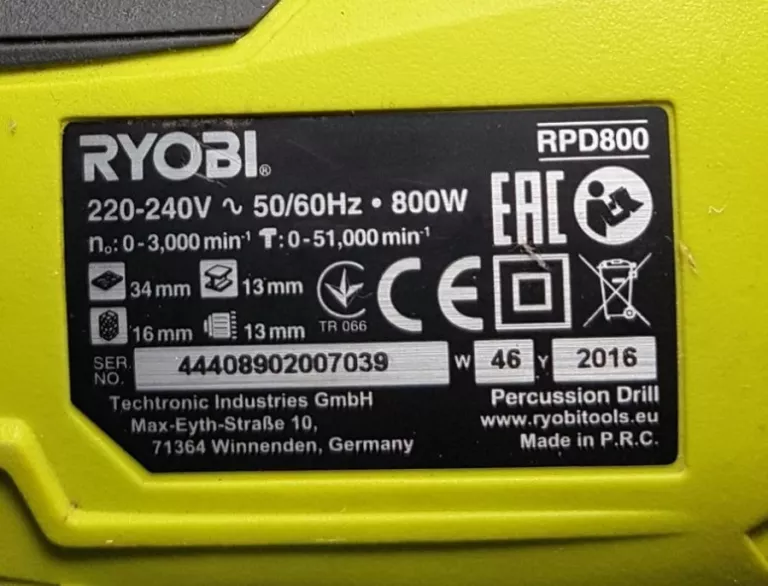 RYOBI®
RPD800
220-240V ∿ 50/60Hz • 800W
n₀: 0-3,000 min⁻¹ T: 0-51,000 min⁻¹
EAC
34 mm 13 mm
16 mm 13 mm
TR 066
CE
SER. NO. 44408902007039 W 46 Y 2016
Techtronic Industries GmbH
Max-Eyth-Straße 10,
71364 Winnenden, Germany
Percussion Drill
www.ryobitools.eu
Made in P.R.C.